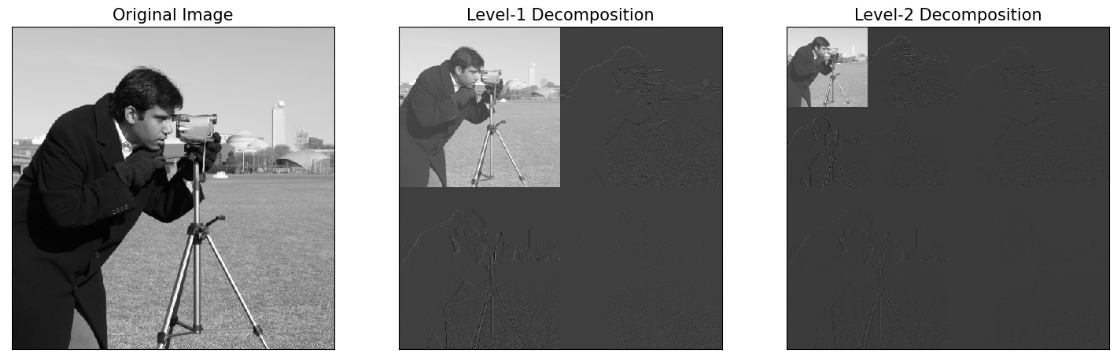 Original Image
Level-1 Decomposition
Level-2 Decomposition